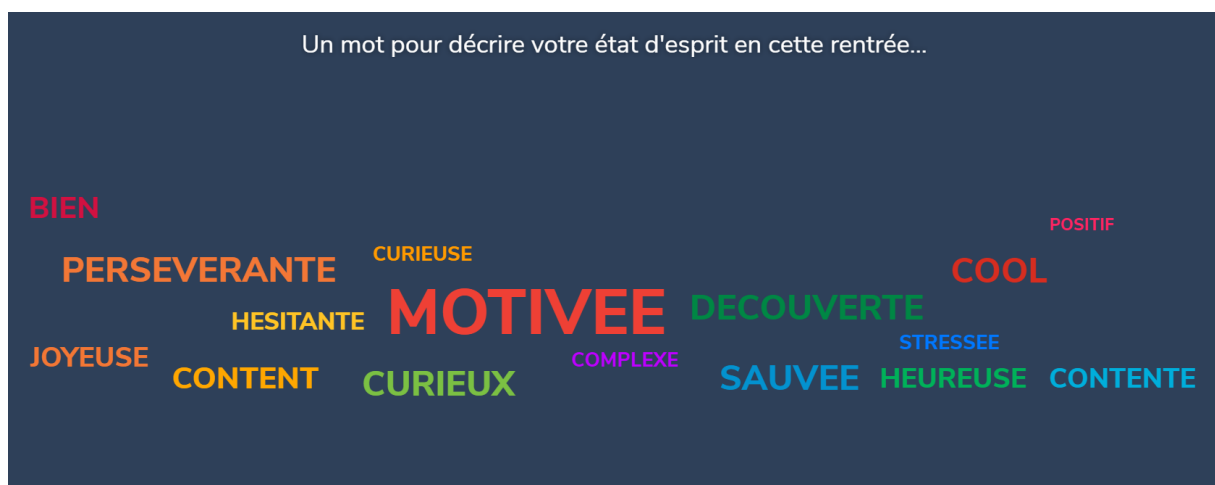 Un mot pour décrire votre état d'esprit en cette rentrée...
BIEN
POSITIF
CURIEUSE
PERSEVERANTE
COOL
MOTIVEE
DECOUVERTE
HESITANTE
STRESSEE
JOYEUSE
COMPLEXE
CONTENT
CURIEUX
SAUVEE
HEUREUSE
CONTENTE